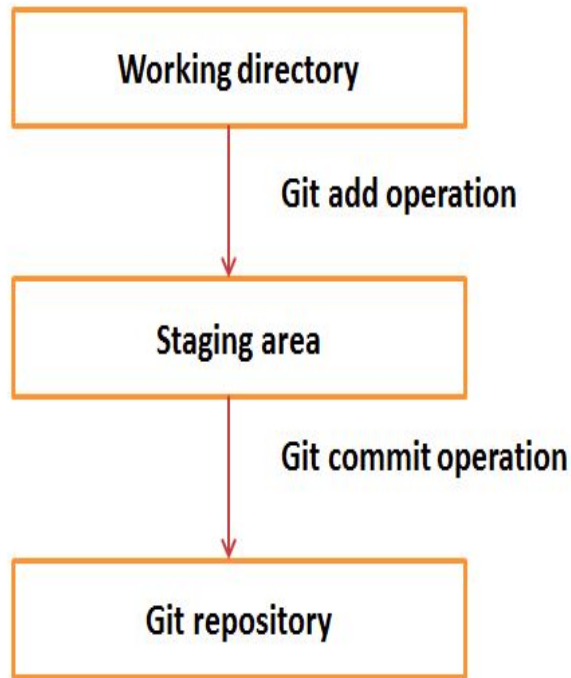 Working directory
Git add operation
Staging area
Git commit operation
Git repository